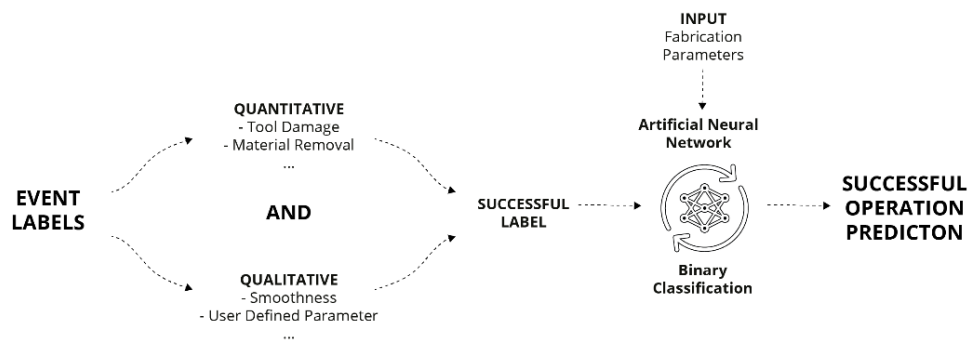 EVENT
LABELS
QUANTITATIVE
- Tool Damage
- Material Removal
...
AND
QUALITATIVE
- Smoothness
- User Defined Parameter
...
SUCCESSFUL
LABEL
INPUT
Fabrication
Parameters
Artificial Neural
Network
Binary
Classification
SUCCESSFUL
OPERATION
PREDICTON